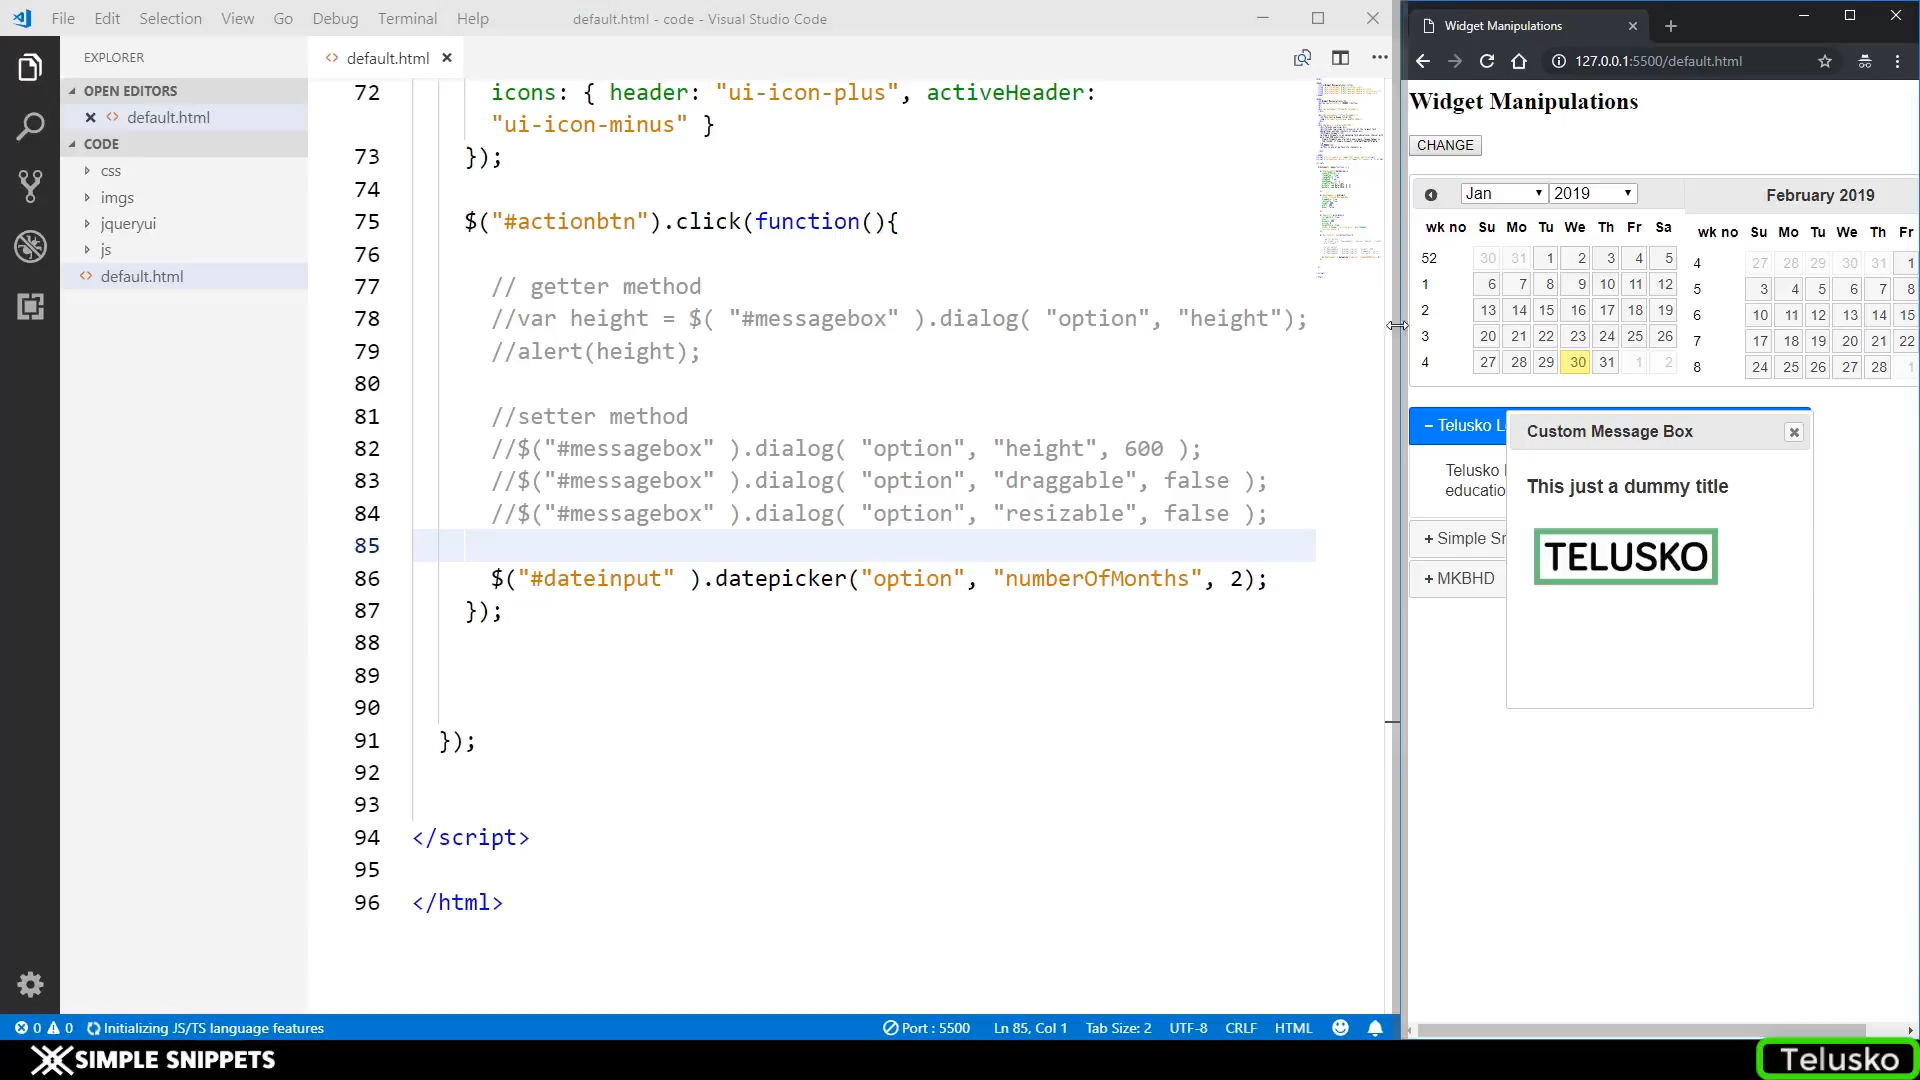 File Edit Selection View Go Debug Terminal Help
default.html - code - Visual Studio Code
EXPLORER
OPEN EDITORS
default.html
CODE
css
imgs
jqueryui
js
default.html
default.html
72 icons: { header: "ui-icon-plus", activeHeader:
"ui-icon-minus" }
73 });
74
75 $("#actionbtn").click(function(){
76
77 // getter method
78 //var height = $( "#messagebox" ).dialog( "option", "height");
79 //alert(height);
80
81 //setter method
82 //$("#messagebox" ).dialog( "option", "height", 600 );
83 //$("#messagebox" ).dialog( "option", "draggable", false );
84 //$("#messagebox" ).dialog( "option", "resizable", false );
85
86 $("#dateinput" ).datepicker("option", "numberOfMonths", 2);
87 });
88
89
90
91 });
92
93
94 </script>
95
96 </html>
0 0 Initializing JS/TS language features
Port : 5500 Ln 85, Col 1 Tab Size: 2 UTF-8 CRLF HTML
Widget Manipulations
127.0.0.1:5500/default.html
Widget Manipulations
CHANGE
Jan 2019
wk no Su Mo Tu We Th Fr Sa
52 30 31 1 2 3 4 5
1 6 7 8 9 10 11 12
2 13 14 15 16 17 18 19
3 20 21 22 23 24 25 26
4 27 28 29 30 31 1 2
February 2019
wk no Su Mo Tu We Th Fr
4 27 28 29 30 31 1
5 3 4 5 6 7 8
6 10 11 12 13 14 15
7 17 18 19 20 21 22
8 24 25 26 27 28 1
Telusko L
Telusko
educatio
+ Simple Sn
+ MKBHD
Custom Message Box
This just a dummy title
TELUSKO
SIMPLE SNIPPETS
Telusko